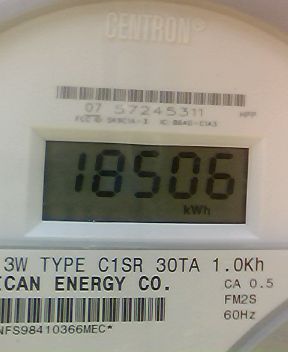 CENTRON®
07 57245311 MPP
18506
kWh
3W TYPE C1SR 30TA 1.0Kh
ICAN ENERGY CO.
CA 0.5
FM2S
60Hz
NFS98410366MEC*